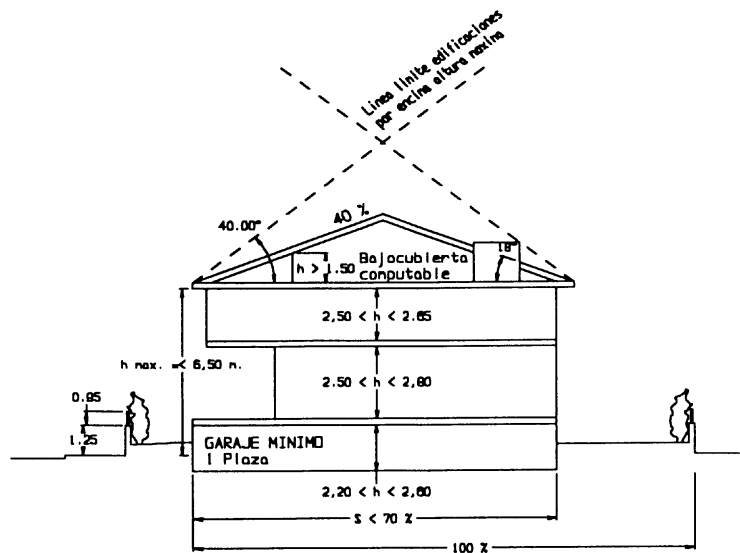 Linea limite edificaciones
por encima altura maxima
40.00°
40 %
18°
h > 1.50
Bajocubierta
computable
2,50 < h < 2.65
h max. =< 6,50 m.
2.50 < h < 2,80
0.95
1.25
GARAJE MINIMO
1 Plaza
2,20 < h < 2,60
S < 70 %
100 %